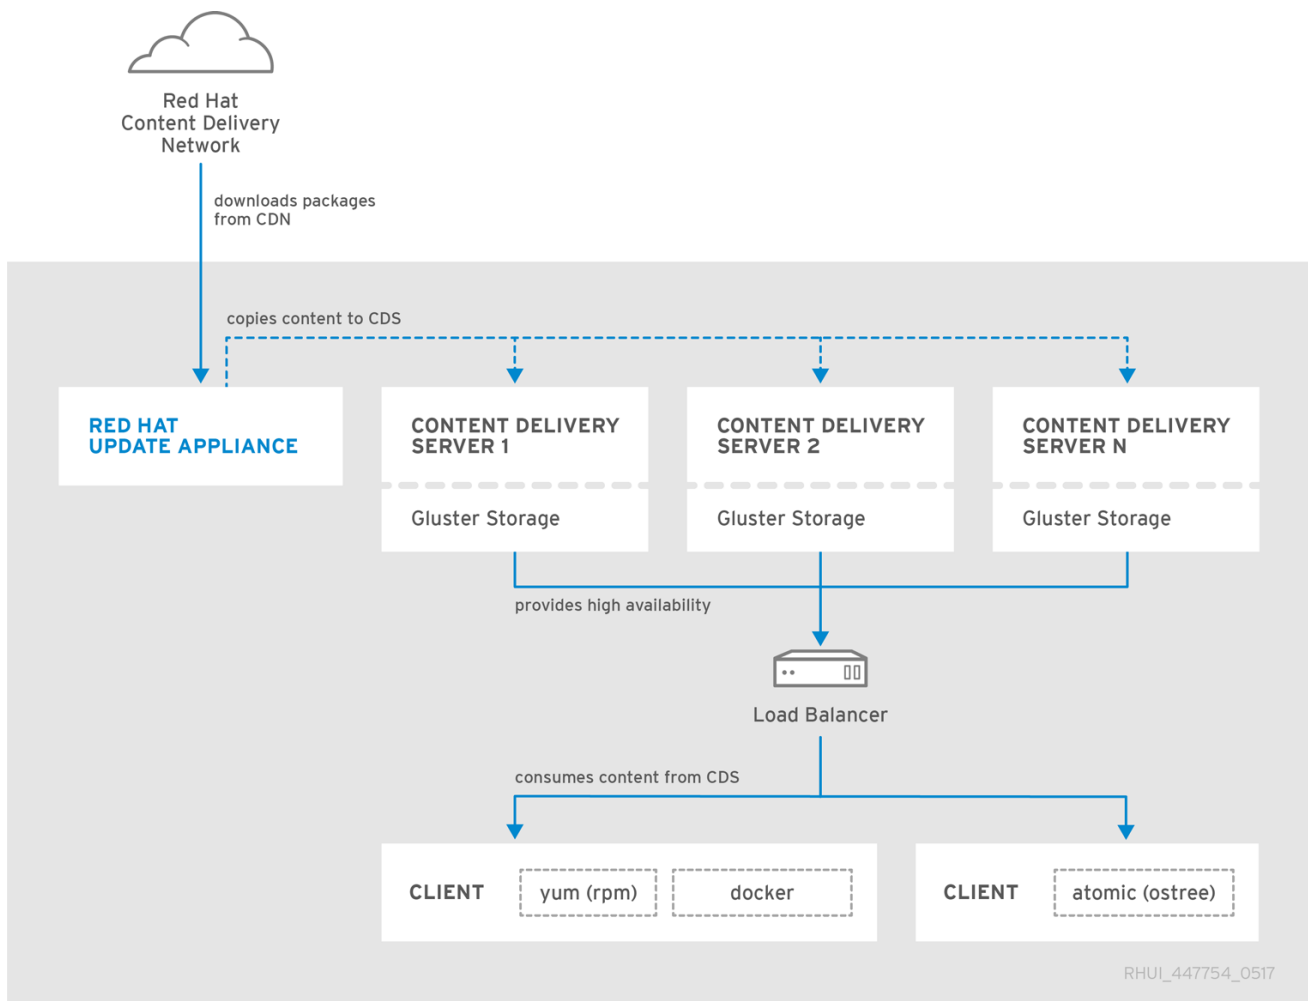 Red Hat
Content Delivery
Network
downloads packages
from CDN
copies content to CDS
RED HAT
UPDATE APPLIANCE
CONTENT DELIVERY
SERVER 1
Gluster Storage
CONTENT DELIVERY
SERVER 2
Gluster Storage
CONTENT DELIVERY
SERVER N
Gluster Storage
provides high availability
Load Balancer
consumes content from CDS
CLIENT
yum (rpm)
docker
CLIENT
atomic (ostree)
RHUI_447754_0517